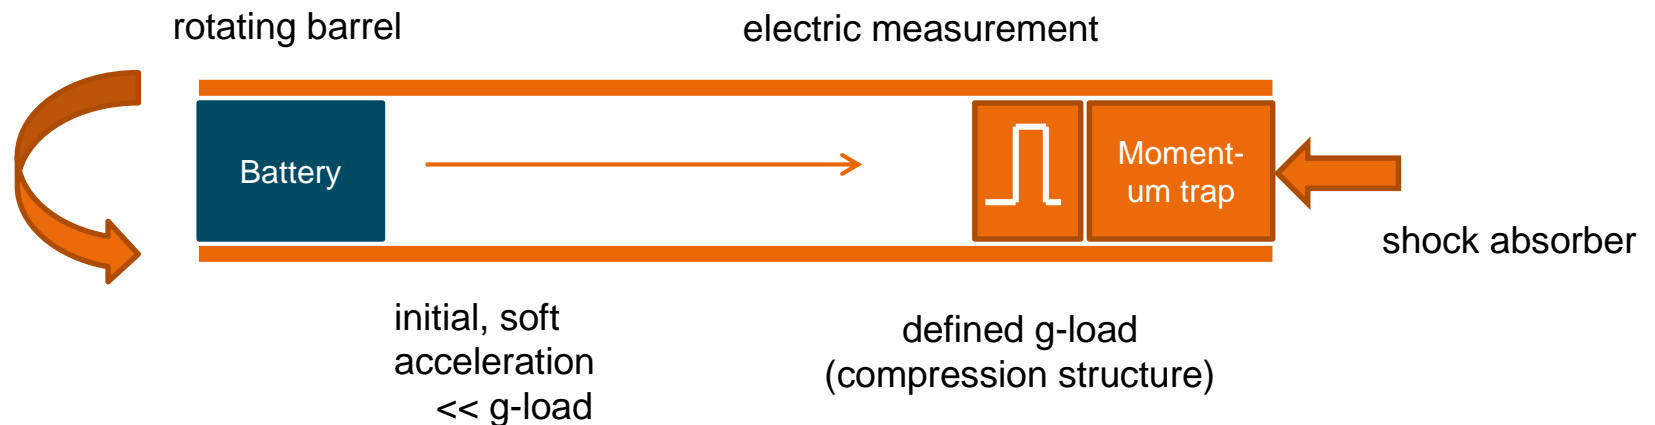 rotating barrel
electric measurement
Battery
Moment-
um trap
shock absorber
initial, soft
acceleration
<< g-load
defined g-load
(compression structure)